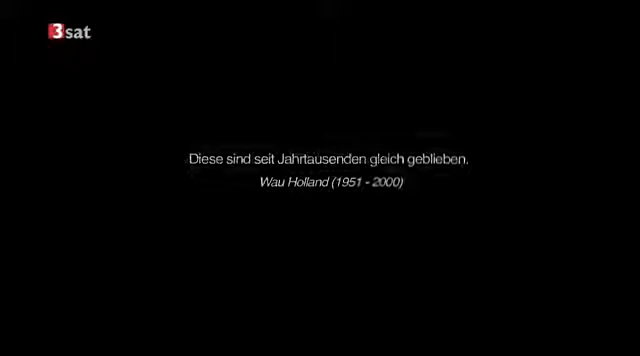 3sat
Diese sind seit Jahrtausenden gleich geblieben.
Wau Holland (1951 - 2000)